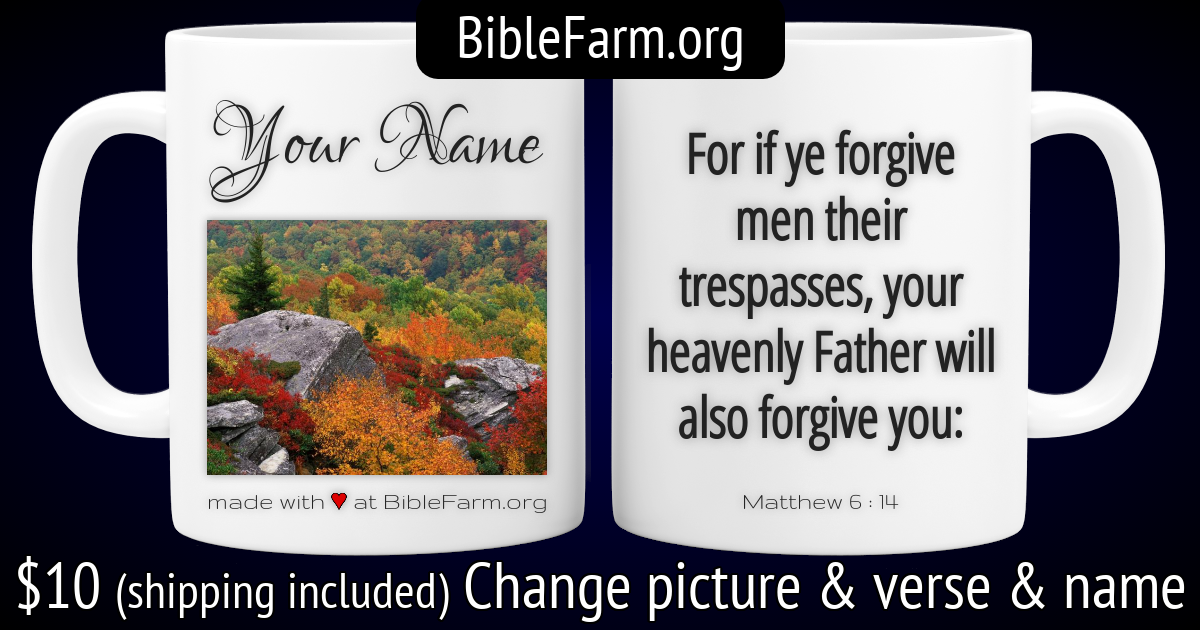 BibleFarm.org
Your Name
made with ♥ at BibleFarm.org
For if ye forgive
men their
trespasses, your
heavenly Father will
also forgive you:
Matthew 6 : 14
$10 (shipping included) Change picture & verse & name